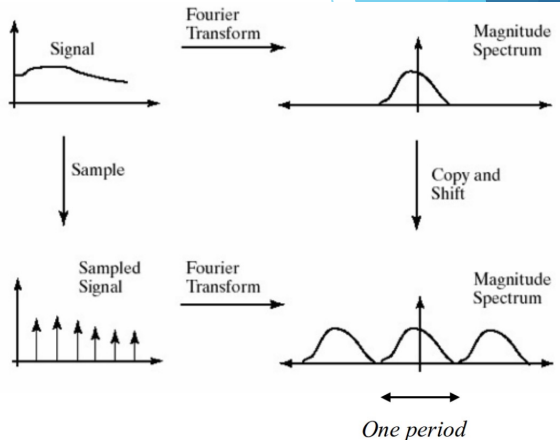 Fourier
Transform
Signal
Magnitude
Spectrum
Sample
Copy and
Shift
Sampled
Signal
Fourier
Transform
Magnitude
Spectrum
One period